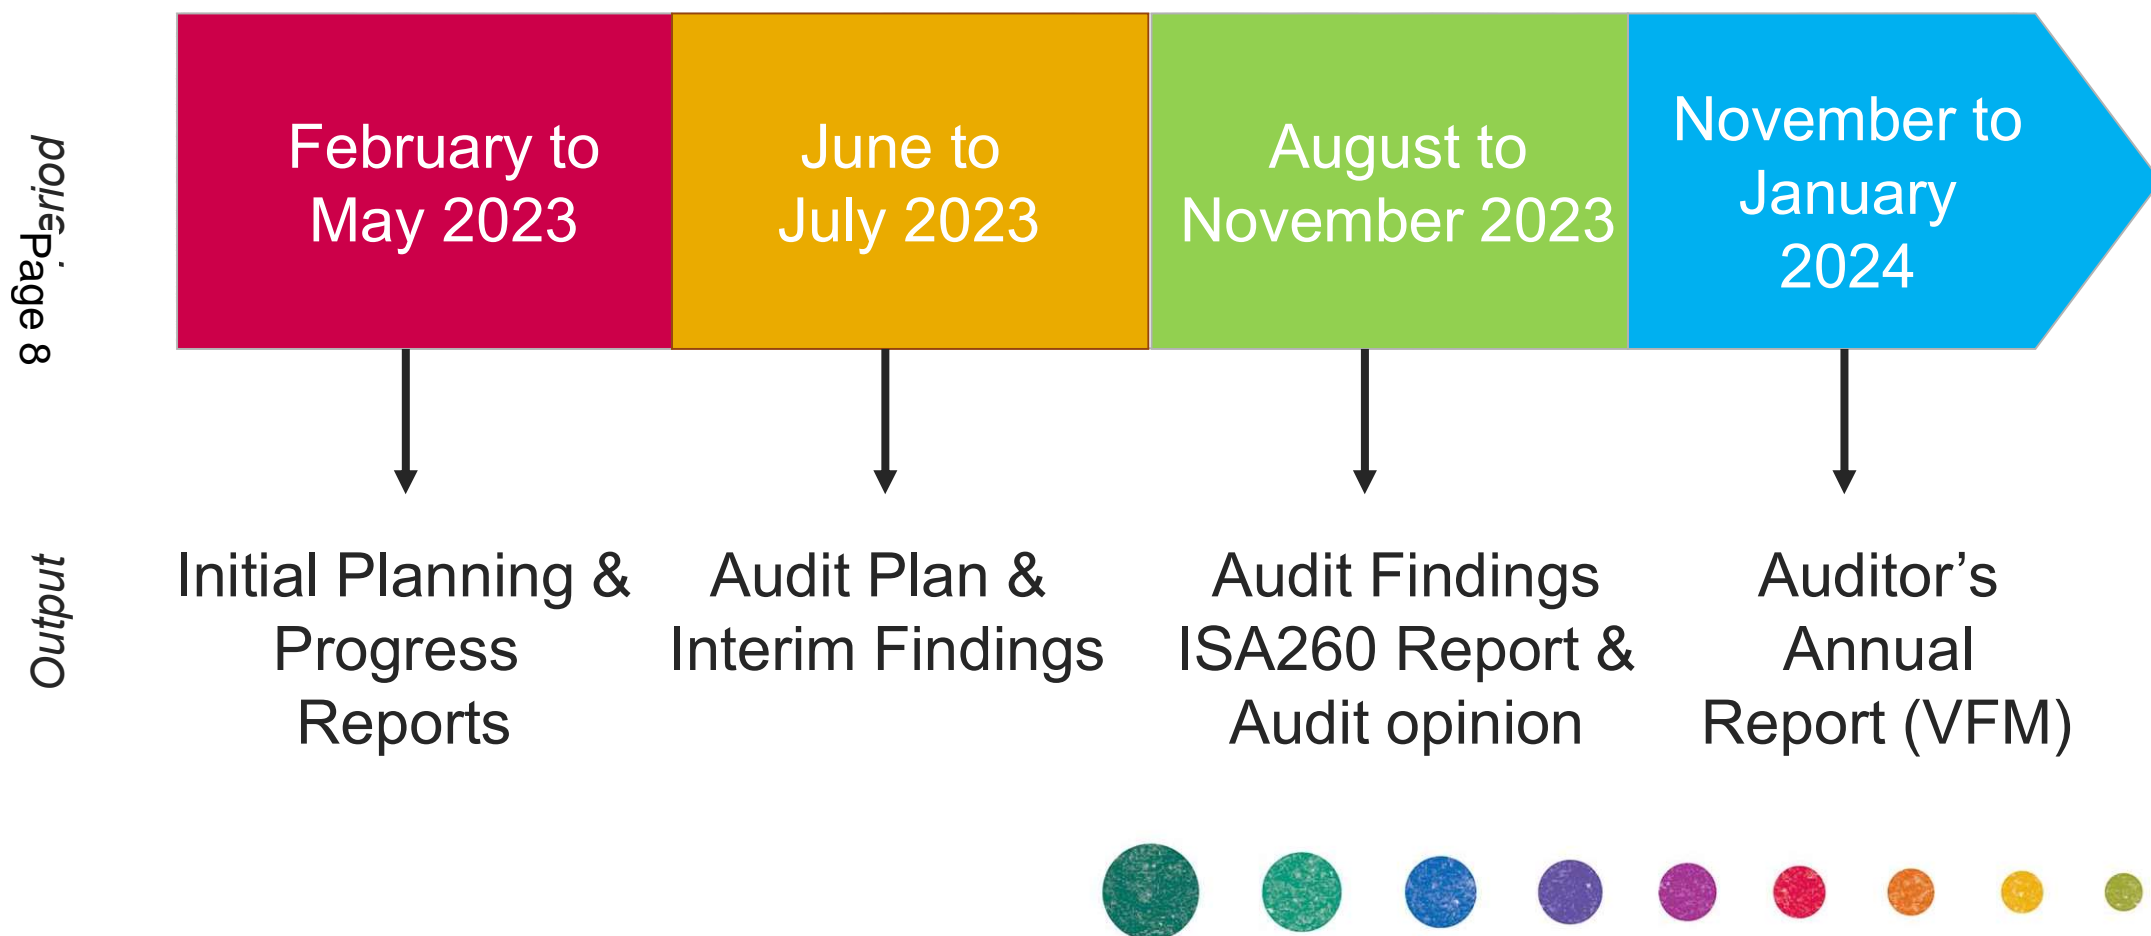 period
Page 8
February to
May 2023
June to
July 2023
August to
November 2023
November to
January
2024
Output
Initial Planning &
Progress
Reports
Audit Plan &
Interim Findings
Audit Findings
ISA260 Report &
Audit opinion
Auditor’s
Annual
Report (VFM)